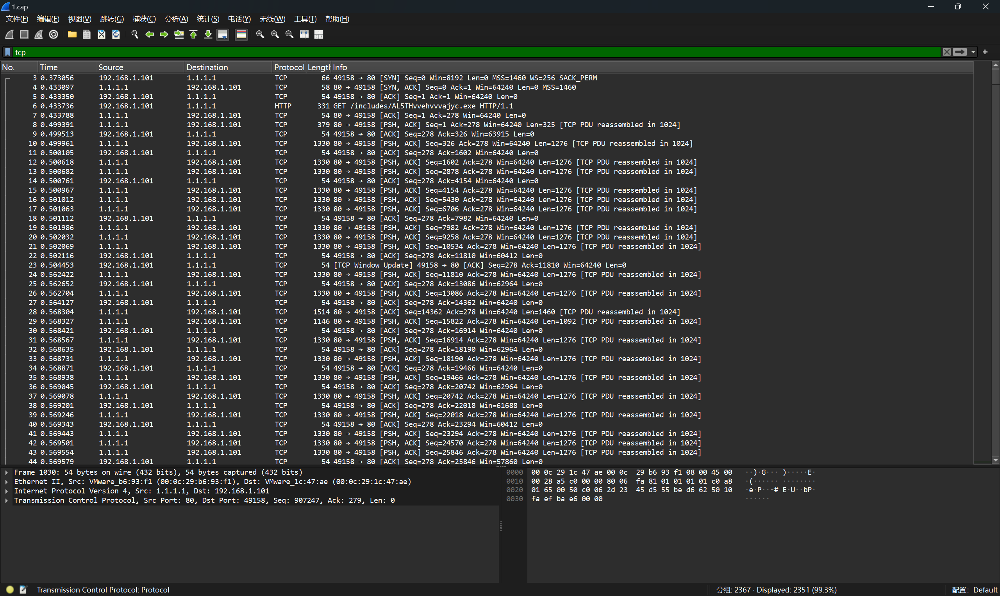 1.cap
文件(F) 编辑(E) 视图(V) 跳转(G) 捕获(C) 分析(A) 统计(S) 电话(Y) 无线(W) 工具(T) 帮助(H)
tcp
No. Time Source Destination Protocol Length Info
3 0.373056 192.168.1.101 1.1.1.1 TCP 66 49158 → 80 [SYN] Seq=0 Win=8192 Len=0 MSS=1460 WS=256 SACK_PERM
4 0.433097 1.1.1.1 192.168.1.101 TCP 58 80 → 49158 [SYN, ACK] Seq=0 Ack=1 Win=64240 Len=0 MSS=1460
5 0.433350 192.168.1.101 1.1.1.1 TCP 54 49158 → 80 [ACK] Seq=1 Ack=1 Win=64240 Len=0
6 0.433736 192.168.1.101 1.1.1.1 HTTP 331 GET /includes/AL5THvvehvvvajyc.exe HTTP/1.1
7 0.433788 1.1.1.1 192.168.1.101 TCP 54 80 → 49158 [ACK] Seq=1 Ack=278 Win=64240 Len=0
8 0.499391 1.1.1.1 192.168.1.101 TCP 379 80 → 49158 [PSH, ACK] Seq=1 Ack=278 Win=64240 Len=325 [TCP PDU reassembled in 1024]
9 0.499513 192.168.1.101 1.1.1.1 TCP 54 49158 → 80 [ACK] Seq=278 Ack=326 Win=63915 Len=0
10 0.499961 1.1.1.1 192.168.1.101 TCP 1330 80 → 49158 [PSH, ACK] Seq=326 Ack=278 Win=64240 Len=1276 [TCP PDU reassembled in 1024]
11 0.500105 192.168.1.101 1.1.1.1 TCP 54 49158 → 80 [ACK] Seq=278 Ack=1602 Win=64240 Len=0
12 0.500618 1.1.1.1 192.168.1.101 TCP 1330 80 → 49158 [PSH, ACK] Seq=1602 Ack=278 Win=64240 Len=1276 [TCP PDU reassembled in 1024]
13 0.500682 1.1.1.1 192.168.1.101 TCP 1330 80 → 49158 [PSH, ACK] Seq=2878 Ack=278 Win=64240 Len=1276 [TCP PDU reassembled in 1024]
14 0.500761 192.168.1.101 1.1.1.1 TCP 54 49158 → 80 [ACK] Seq=278 Ack=4154 Win=64240 Len=0
15 0.500967 1.1.1.1 192.168.1.101 TCP 1330 80 → 49158 [PSH, ACK] Seq=4154 Ack=278 Win=64240 Len=1276 [TCP PDU reassembled in 1024]
16 0.501012 1.1.1.1 192.168.1.101 TCP 1330 80 → 49158 [PSH, ACK] Seq=5430 Ack=278 Win=64240 Len=1276 [TCP PDU reassembled in 1024]
17 0.501063 1.1.1.1 192.168.1.101 TCP 1330 80 → 49158 [PSH, ACK] Seq=6706 Ack=278 Win=64240 Len=1276 [TCP PDU reassembled in 1024]
18 0.501112 192.168.1.101 1.1.1.1 TCP 54 49158 → 80 [ACK] Seq=278 Ack=7982 Win=64240 Len=0
19 0.501986 1.1.1.1 192.168.1.101 TCP 1330 80 → 49158 [PSH, ACK] Seq=7982 Ack=278 Win=64240 Len=1276 [TCP PDU reassembled in 1024]
20 0.502032 1.1.1.1 192.168.1.101 TCP 1330 80 → 49158 [PSH, ACK] Seq=9258 Ack=278 Win=64240 Len=1276 [TCP PDU reassembled in 1024]
21 0.502069 1.1.1.1 192.168.1.101 TCP 1330 80 → 49158 [PSH, ACK] Seq=10534 Ack=278 Win=64240 Len=1276 [TCP PDU reassembled in 1024]
22 0.502116 192.168.1.101 1.1.1.1 TCP 54 49158 → 80 [ACK] Seq=278 Ack=11810 Win=60412 Len=0
23 0.504453 192.168.1.101 1.1.1.1 TCP 54 [TCP Window Update] 49158 → 80 [ACK] Seq=278 Ack=11810 Win=64240 Len=0
24 0.562422 1.1.1.1 192.168.1.101 TCP 1330 80 → 49158 [PSH, ACK] Seq=11810 Ack=278 Win=64240 Len=1276 [TCP PDU reassembled in 1024]
25 0.562652 192.168.1.101 1.1.1.1 TCP 54 49158 → 80 [ACK] Seq=278 Ack=13086 Win=62964 Len=0
26 0.562704 1.1.1.1 192.168.1.101 TCP 1330 80 → 49158 [PSH, ACK] Seq=13086 Ack=278 Win=64240 Len=1276 [TCP PDU reassembled in 1024]
27 0.564127 192.168.1.101 1.1.1.1 TCP 54 49158 → 80 [ACK] Seq=278 Ack=14362 Win=64240 Len=0
28 0.568304 1.1.1.1 192.168.1.101 TCP 1514 80 → 49158 [ACK] Seq=14362 Ack=278 Win=64240 Len=1460 [TCP PDU reassembled in 1024]
29 0.568327 1.1.1.1 192.168.1.101 TCP 1146 80 → 49158 [PSH, ACK] Seq=15822 Ack=278 Win=64240 Len=1092 [TCP PDU reassembled in 1024]
30 0.568421 192.168.1.101 1.1.1.1 TCP 54 49158 → 80 [ACK] Seq=278 Ack=16914 Win=64240 Len=0
31 0.568567 1.1.1.1 192.168.1.101 TCP 1330 80 → 49158 [PSH, ACK] Seq=16914 Ack=278 Win=64240 Len=1276 [TCP PDU reassembled in 1024]
32 0.568635 192.168.1.101 1.1.1.1 TCP 54 49158 → 80 [ACK] Seq=278 Ack=18190 Win=62964 Len=0
33 0.568731 1.1.1.1 192.168.1.101 TCP 1330 80 → 49158 [PSH, ACK] Seq=18190 Ack=278 Win=64240 Len=1276 [TCP PDU reassembled in 1024]
34 0.568871 192.168.1.101 1.1.1.1 TCP 54 49158 → 80 [ACK] Seq=278 Ack=19466 Win=64240 Len=0
35 0.568938 1.1.1.1 192.168.1.101 TCP 1330 80 → 49158 [PSH, ACK] Seq=19466 Ack=278 Win=64240 Len=1276 [TCP PDU reassembled in 1024]
36 0.569045 192.168.1.101 1.1.1.1 TCP 54 49158 → 80 [ACK] Seq=278 Ack=20742 Win=62964 Len=0
37 0.569078 1.1.1.1 192.168.1.101 TCP 1330 80 → 49158 [PSH, ACK] Seq=20742 Ack=278 Win=64240 Len=1276 [TCP PDU reassembled in 1024]
38 0.569201 192.168.1.101 1.1.1.1 TCP 54 49158 → 80 [ACK] Seq=278 Ack=22018 Win=61688 Len=0
39 0.569246 1.1.1.1 192.168.1.101 TCP 1330 80 → 49158 [PSH, ACK] Seq=22018 Ack=278 Win=64240 Len=1276 [TCP PDU reassembled in 1024]
40 0.569343 192.168.1.101 1.1.1.1 TCP 54 49158 → 80 [ACK] Seq=278 Ack=23294 Win=60412 Len=0
41 0.569443 1.1.1.1 192.168.1.101 TCP 1330 80 → 49158 [PSH, ACK] Seq=23294 Ack=278 Win=64240 Len=1276 [TCP PDU reassembled in 1024]
42 0.569501 1.1.1.1 192.168.1.101 TCP 1330 80 → 49158 [PSH, ACK] Seq=24570 Ack=278 Win=64240 Len=1276 [TCP PDU reassembled in 1024]
43 0.569554 1.1.1.1 192.168.1.101 TCP 1330 80 → 49158 [PSH, ACK] Seq=25846 Ack=278 Win=64240 Len=1276 [TCP PDU reassembled in 1024]
44 0.569579 192.168.1.101 1.1.1.1 TCP 54 49158 → 80 [ACK] Seq=278 Ack=25846 Win=57860 Len=0
Frame 1030: 54 bytes on wire (432 bits), 54 bytes captured (432 bits)
Ethernet II, Src: VMware_b6:93:f1 (00:0c:29:b6:93:f1), Dst: VMware_1c:47:ae (00:0c:29:1c:47:ae)
Internet Protocol Version 4, Src: 1.1.1.1, Dst: 192.168.1.101
Transmission Control Protocol, Src Port: 80, Dst Port: 49158, Seq: 907247, Ack: 279, Len: 0
0000 00 0c 29 1c 47 ae 00 0c 29 b6 93 f1 08 00 45 00 ··)·G··· )·····E·
0010 00 28 a5 c0 00 00 80 06 fa 81 01 01 01 01 c0 a8 ·(······ ········
0020 01 65 00 50 c0 06 2d 23 45 d5 55 be d6 62 50 10 ·e·P··-# E·U··bP·
0030 fa ef ba e6 00 00 ······
Transmission Control Protocol: Protocol
分组: 2367 · Displayed: 2351 (99.3%)
配置: Default